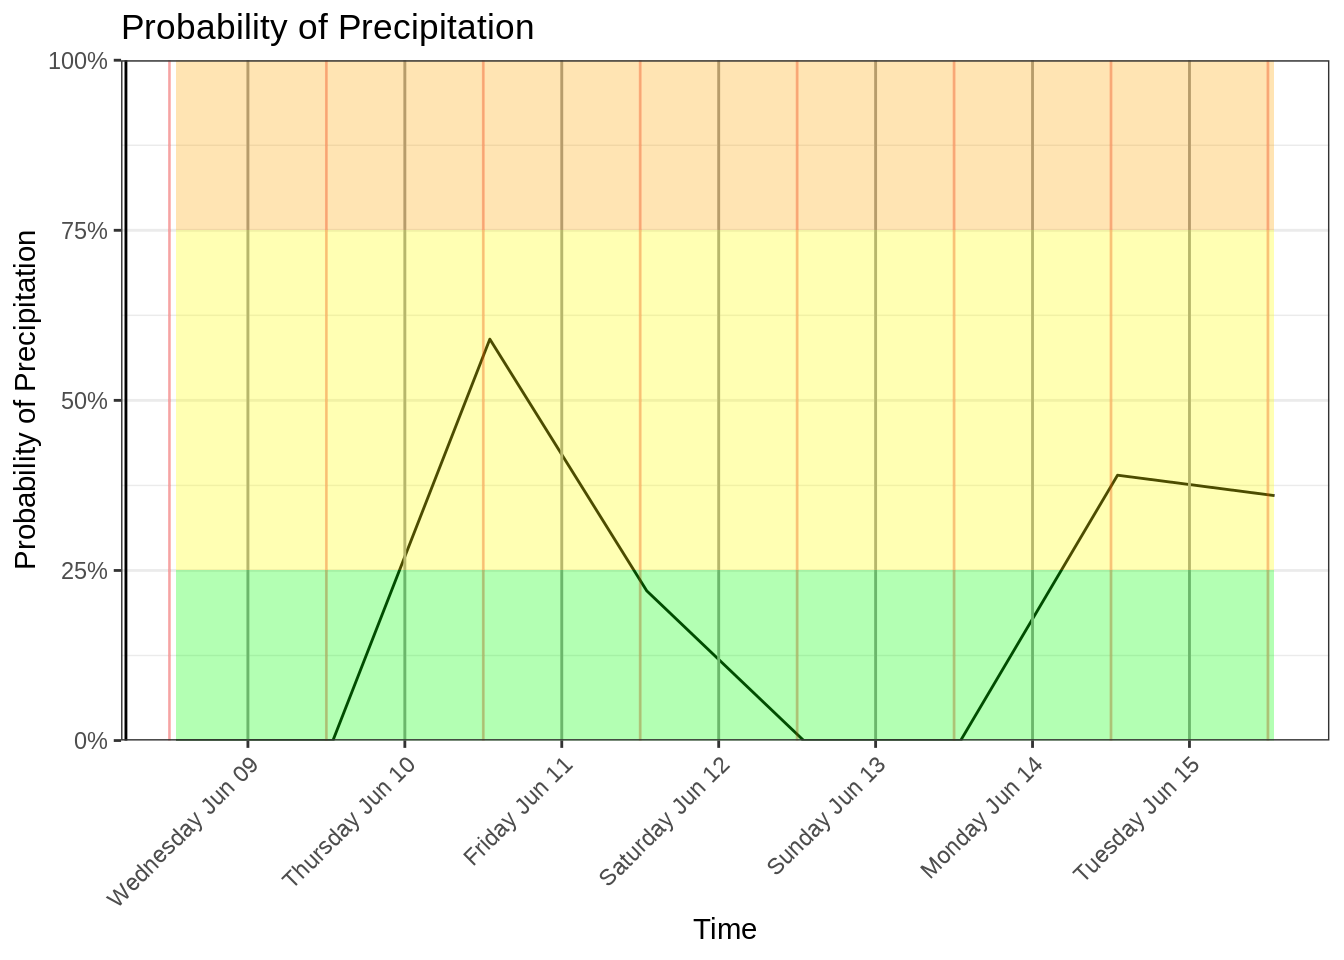 Probability of Precipitation
100%
75%
50%
25%
0%
Probability of Precipitation
Wednesday Jun 09
Thursday Jun 10
Friday Jun 11
Saturday Jun 12
Sunday Jun 13
Monday Jun 14
Tuesday Jun 15
Time